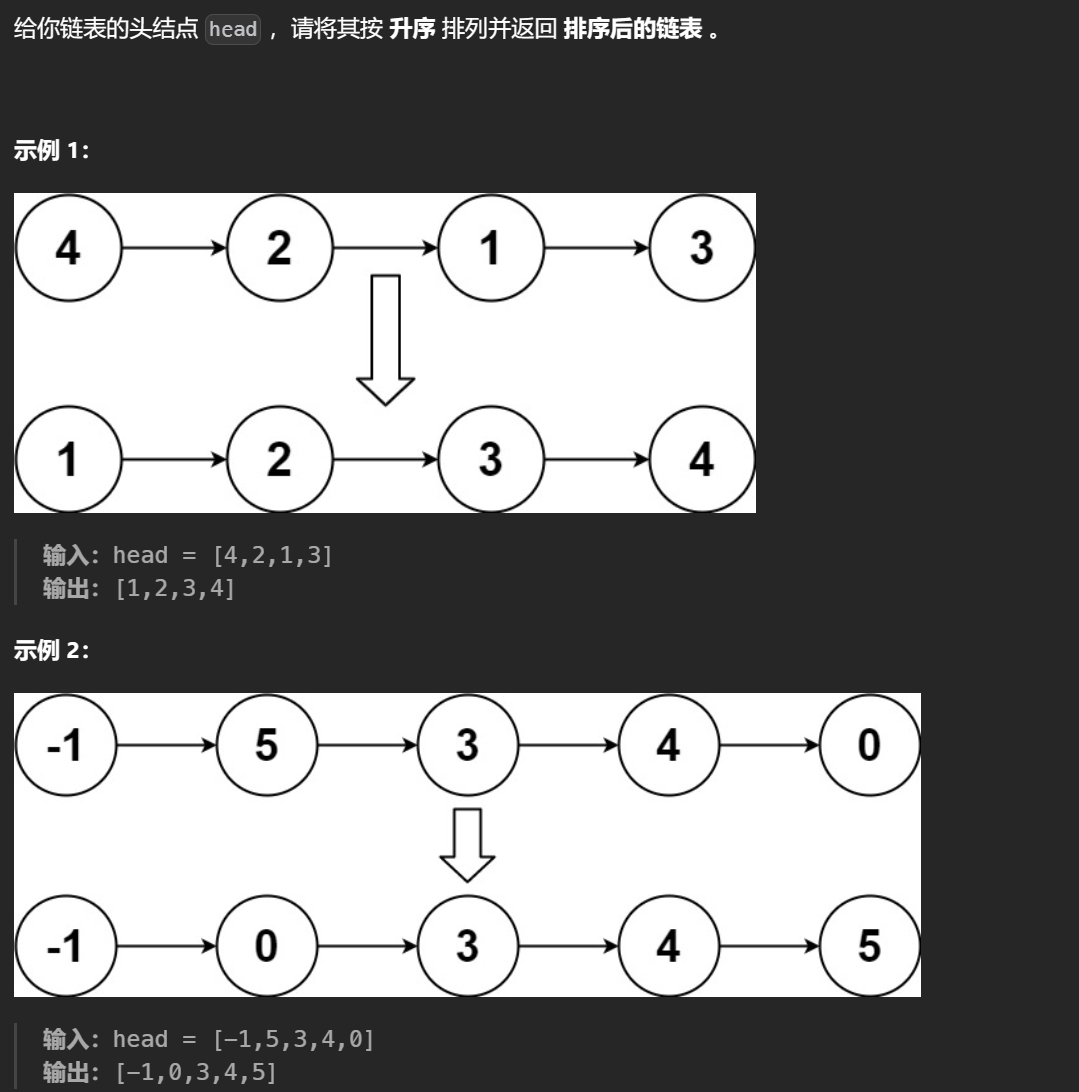 给你链表的头结点 head ，请将其按 升序 排列并返回 排序后的链表 。
示例 1：
4 2 1 3
1 2 3 4
输入：head = [4,2,1,3]
输出：[1,2,3,4]
示例 2：
-1 5 3 4 0
-1 0 3 4 5
输入：head = [-1,5,3,4,0]
输出：[-1,0,3,4,5]